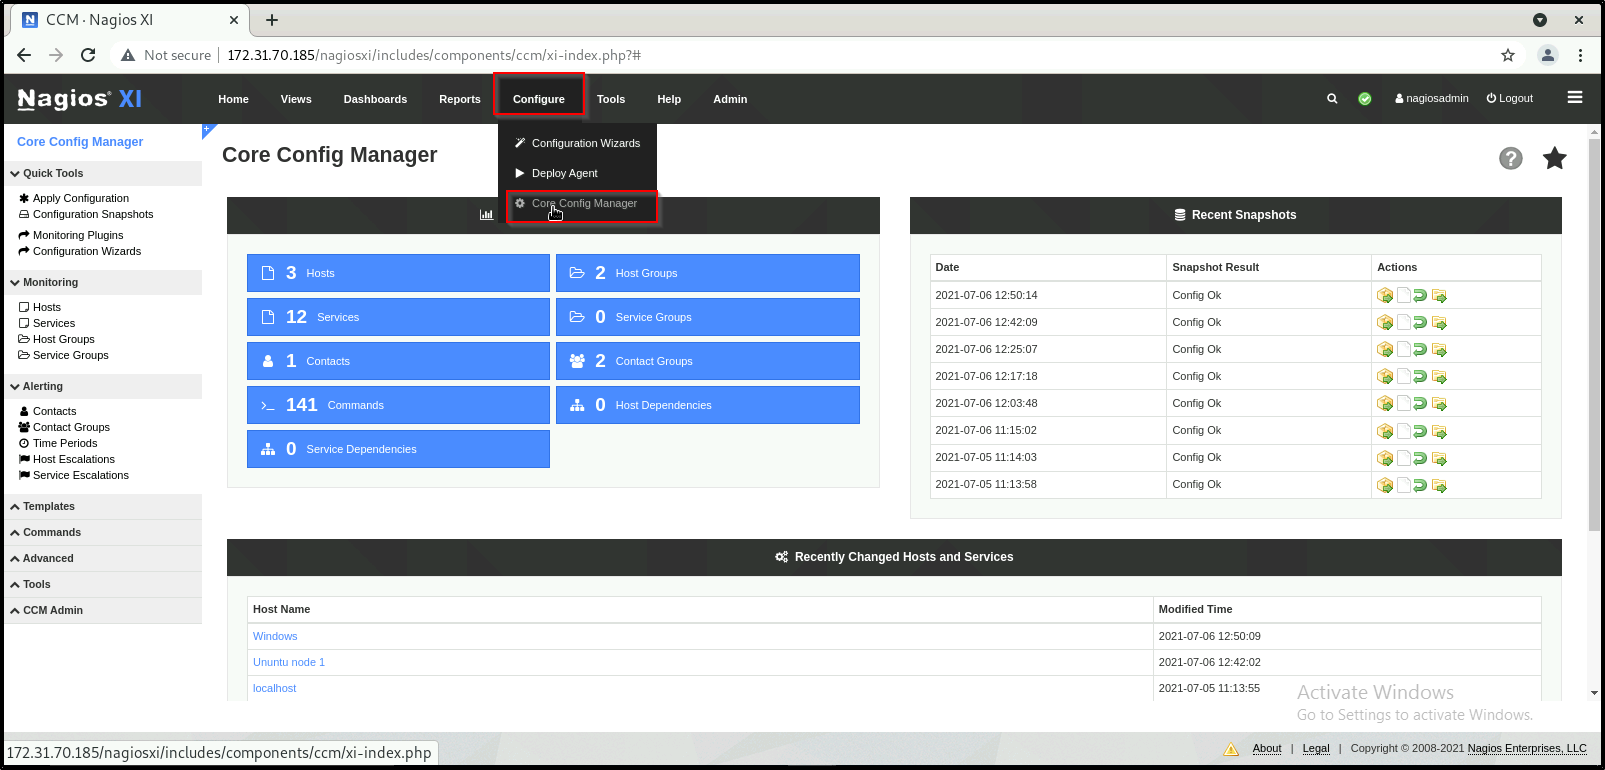 CCM · Nagios XI
Not secure | 172.31.70.185/nagiosxi/includes/components/ccm/xi-index.php?#
Nagios® XI
Home Views Dashboards Reports Configure Tools Help Admin
nagiosadmin Logout
Configuration Wizards
Deploy Agent
Core Config Manager
Core Config Manager
Quick Tools
Apply Configuration
Configuration Snapshots
Monitoring Plugins
Configuration Wizards
Monitoring
Hosts
Services
Host Groups
Service Groups
Alerting
Contacts
Contact Groups
Time Periods
Host Escalations
Service Escalations
Templates
Commands
Advanced
Tools
CCM Admin
Core Config Manager
3 Hosts
2 Host Groups
12 Services
0 Service Groups
1 Contacts
2 Contact Groups
141 Commands
0 Host Dependencies
0 Service Dependencies
Recent Snapshots
Date Snapshot Result Actions
2021-07-06 12:50:14 Config Ok
2021-07-06 12:42:09 Config Ok
2021-07-06 12:25:07 Config Ok
2021-07-06 12:17:18 Config Ok
2021-07-06 12:03:48 Config Ok
2021-07-06 11:15:02 Config Ok
2021-07-05 11:14:03 Config Ok
2021-07-05 11:13:58 Config Ok
Recently Changed Hosts and Services
Host Name Modified Time
Windows 2021-07-06 12:50:09
Ununtu node 1 2021-07-06 12:42:02
localhost 2021-07-05 11:13:55
Activate Windows
Go to Settings to activate Windows.
172.31.70.185/nagiosxi/includes/components/ccm/xi-index.php
About | Legal | Copyright © 2008-2021 Nagios Enterprises, LLC